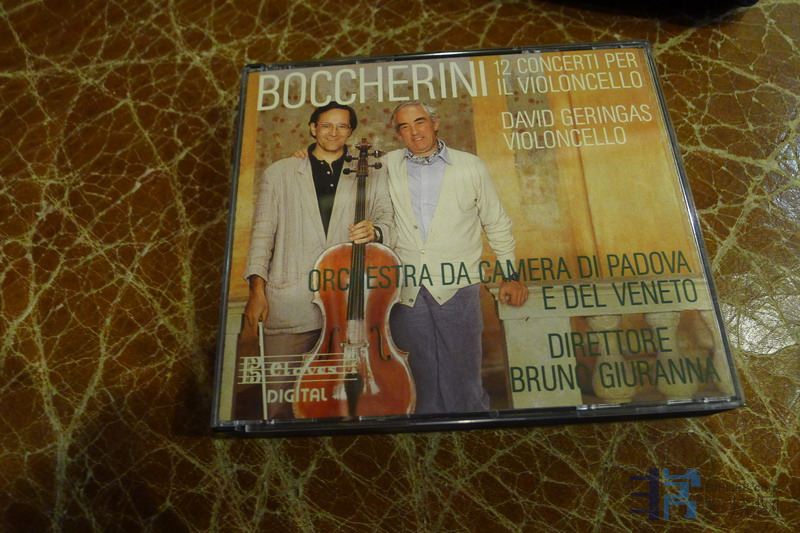 BOCCHERINI
12 CONCERTI PER
IL VIOLONCELLO
DAVID GERINGAS
VIOLONCELLO
ORCHESTRA DA CAMERA DI PADOVA
E DEL VENETO
DIRETTORE
BRUNO GIURANNA
Claves
DIGITAL